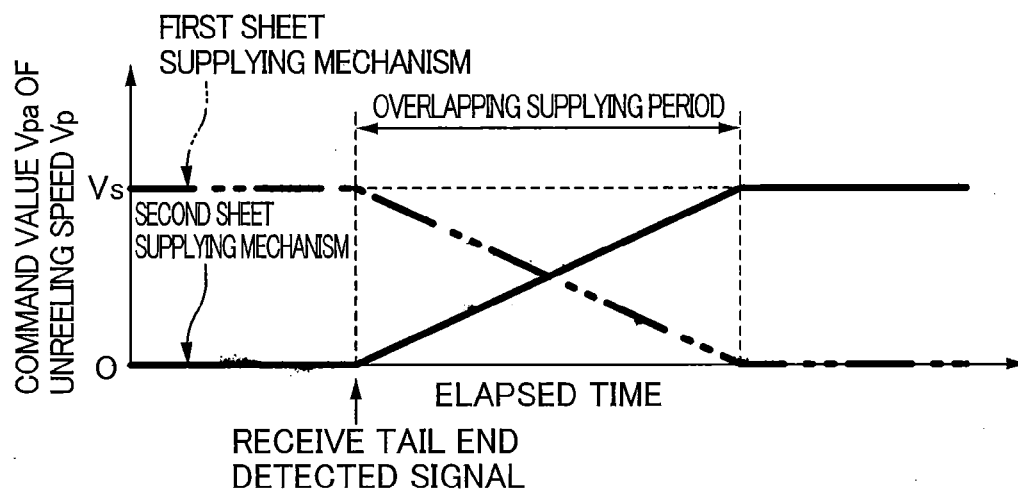 FIRST SHEET
SUPPLYING MECHANISM
OVERLAPPING SUPPLYING PERIOD
COMMAND VALUE Vpa OF
UNREELING SPEED Vp
Vs
SECOND SHEET
SUPPLYING MECHANISM
O
ELAPSED TIME
RECEIVE TAIL END
DETECTED SIGNAL